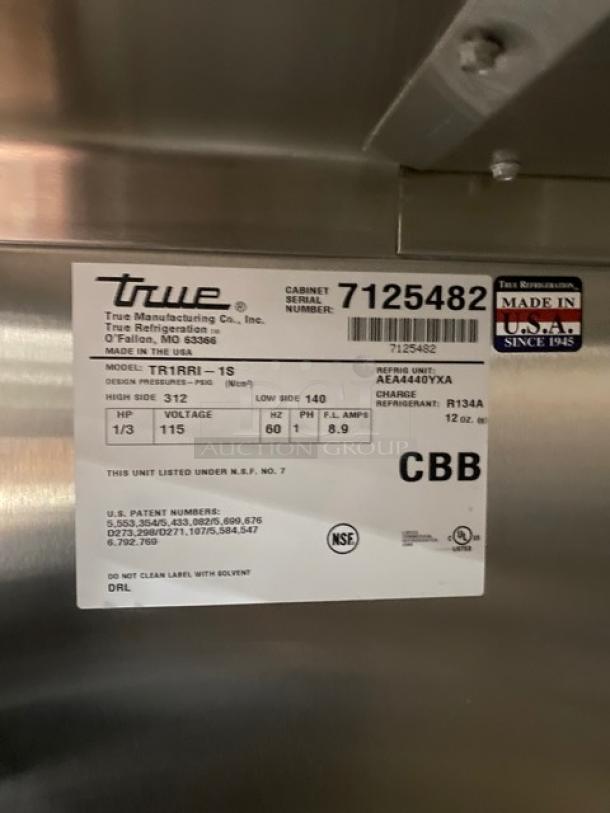 true®
True Manufacturing Co., Inc.
True Refrigeration ™
O'Fallon, MO 63366
MADE IN THE USA
CABINET SERIAL NUMBER: 7125482
7125482
MODEL: TR1RRI-1S
DESIGN PRESSURES-PSIG (N/cm²)
HIGH SIDE 312 LOW SIDE 140
REFRIG UNIT:
AEA4440YXA
CHARGE
REFRIGERANT: R134A
12 OZ.
HP VOLTAGE HZ PH F.L. AMPS
1/3 115 60 1 8.9
AUCTION GROUP
CBB
THIS UNIT LISTED UNDER N.S.F. NO. 7
U.S. PATENT NUMBERS:
5,553,354/5,433,082/5,699,676
D273,298/D271,107/5,584,547
6,792,769
NSF
C UL US
LISTED
DO NOT CLEAN LABEL WITH SOLVENT
DRL
TRUE REFRIGERATION
MADE IN
U.S.A.
SINCE 1945